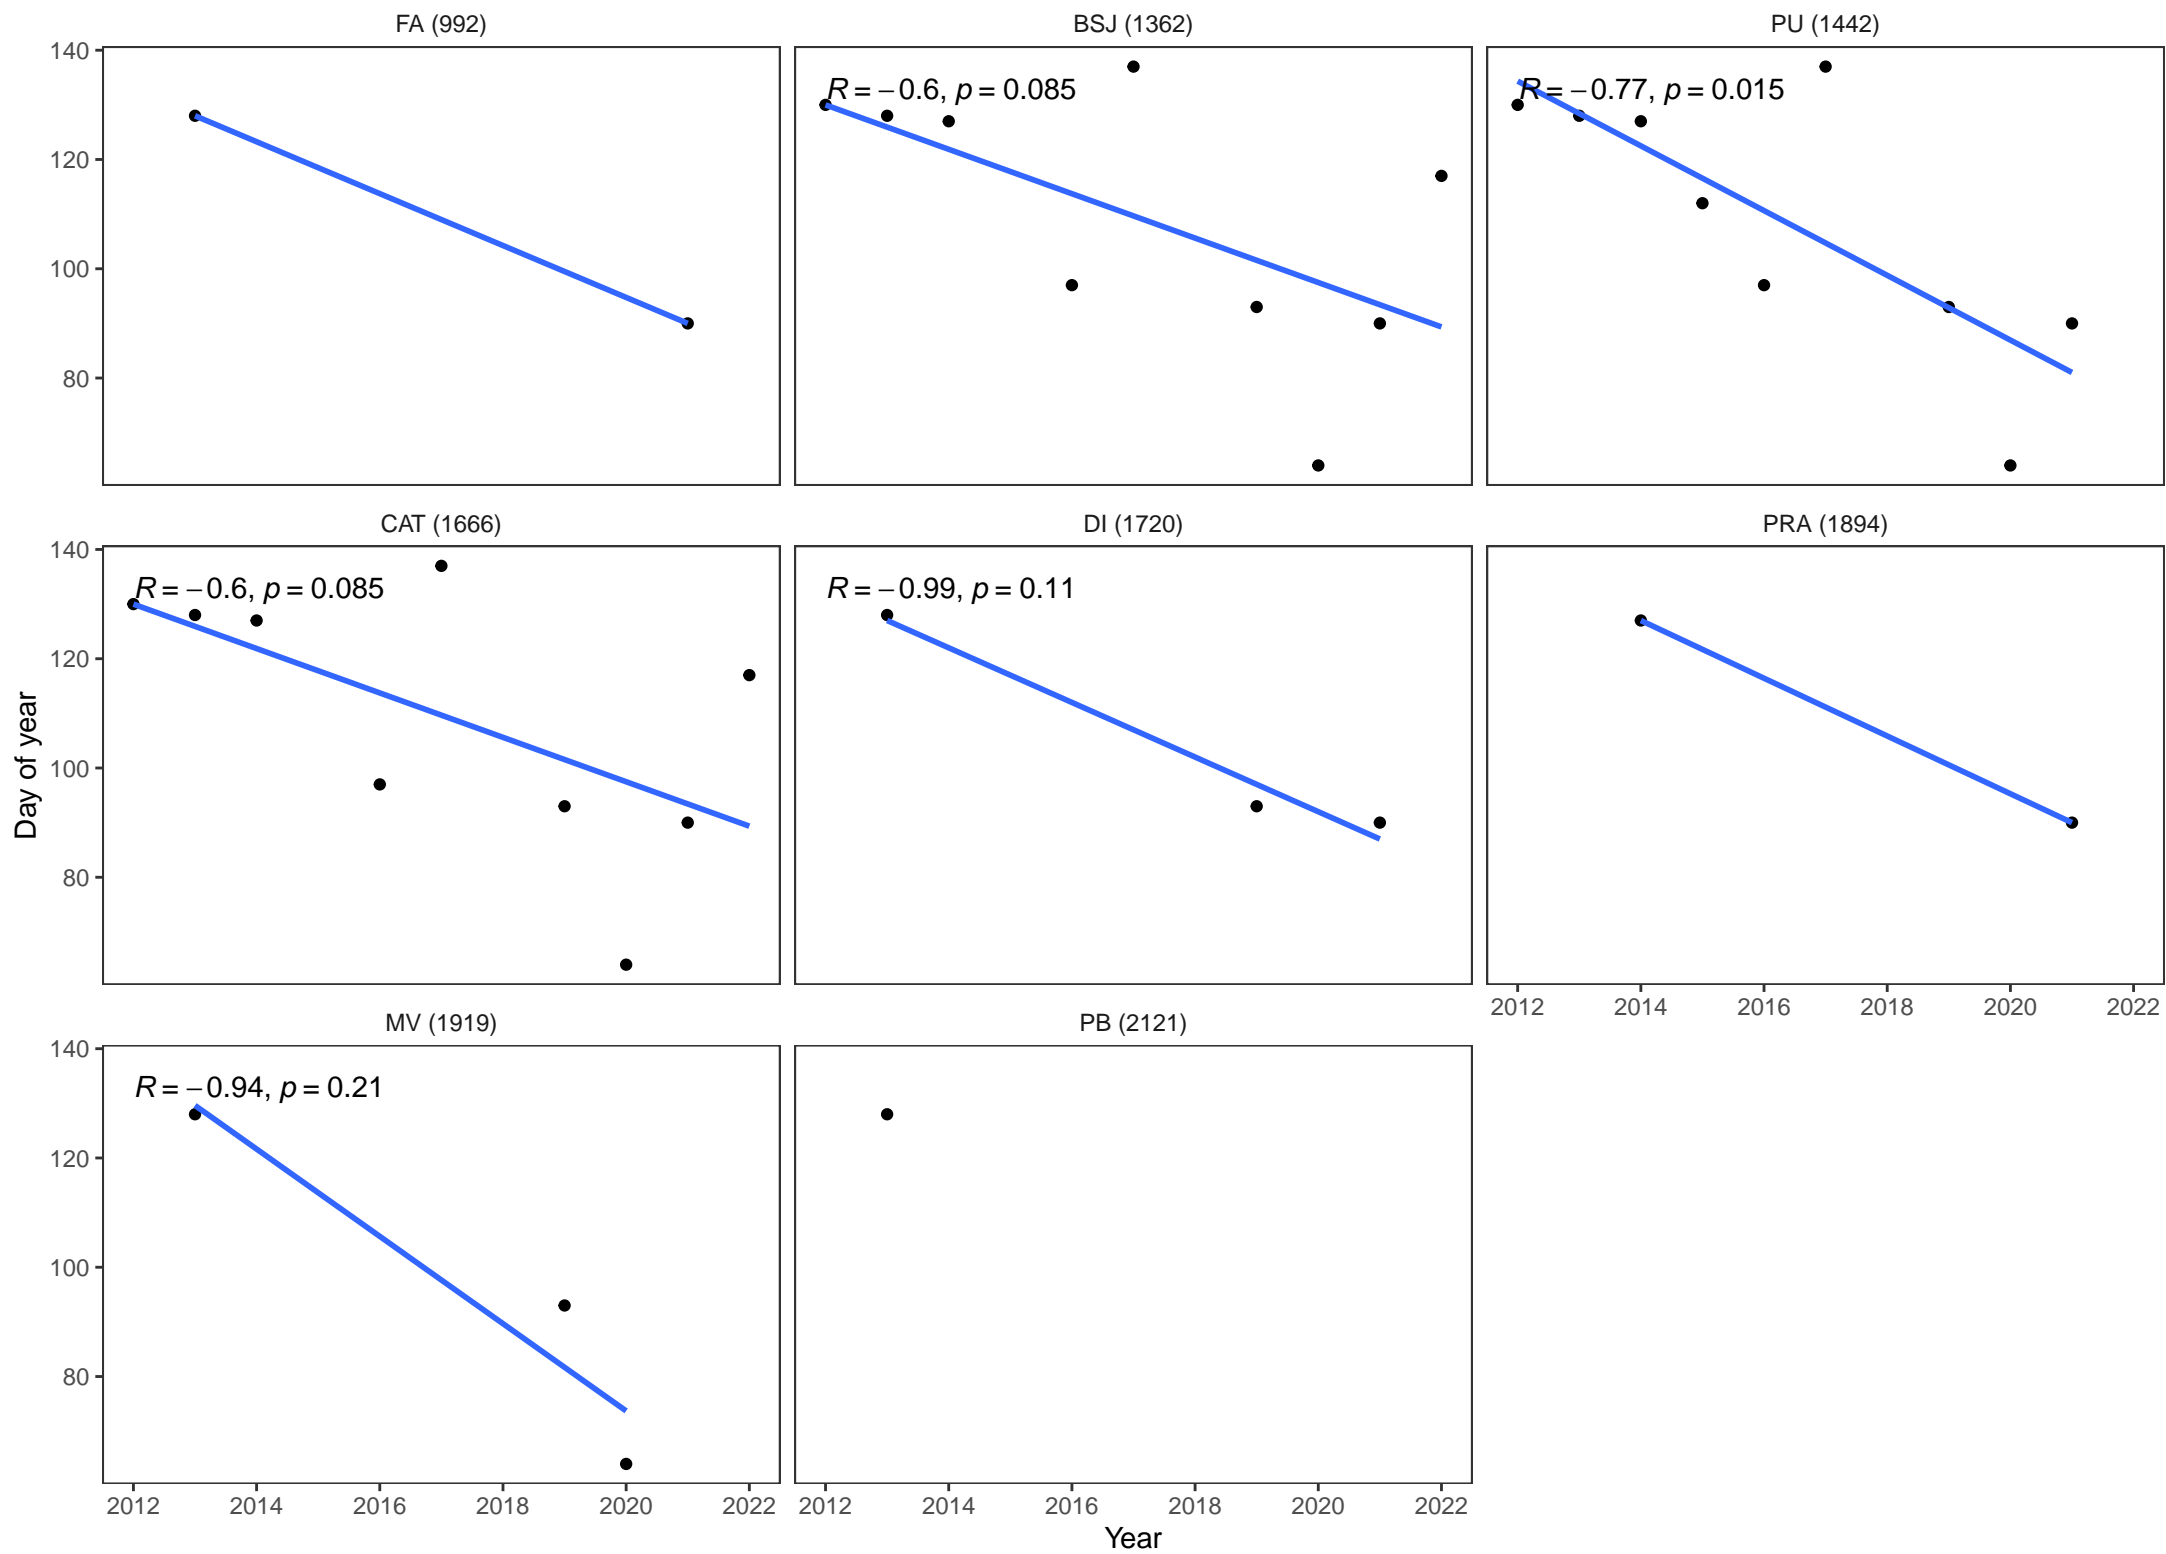 FA (992)
BSJ (1362)
PU (1442)
140
120
100
80
R = −0.6, p = 0.085
R = −0.77, p = 0.015
CAT (1666)
DI (1720)
PRA (1894)
140
120
100
80
R = −0.6, p = 0.085
R = −0.99, p = 0.11
2012 2014 2016 2018 2020 2022
MV (1919)
PB (2121)
140
120
100
80
R = −0.94, p = 0.21
2012 2014 2016 2018 2020 2022
2012 2014 2016 2018 2020 2022
Day of year
Year